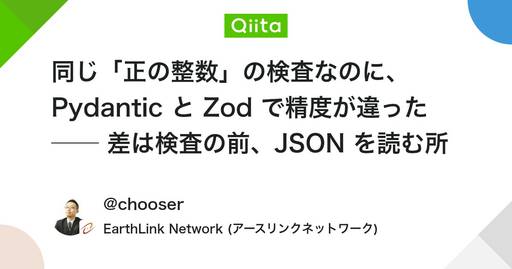 Qiita
同じ「正の整数」の検査なのに、
Pydantic と Zod で精度が違った
── 差は検査の前、JSON を読む所
@chooser
EarthLink Network (アースリンクネットワーク)